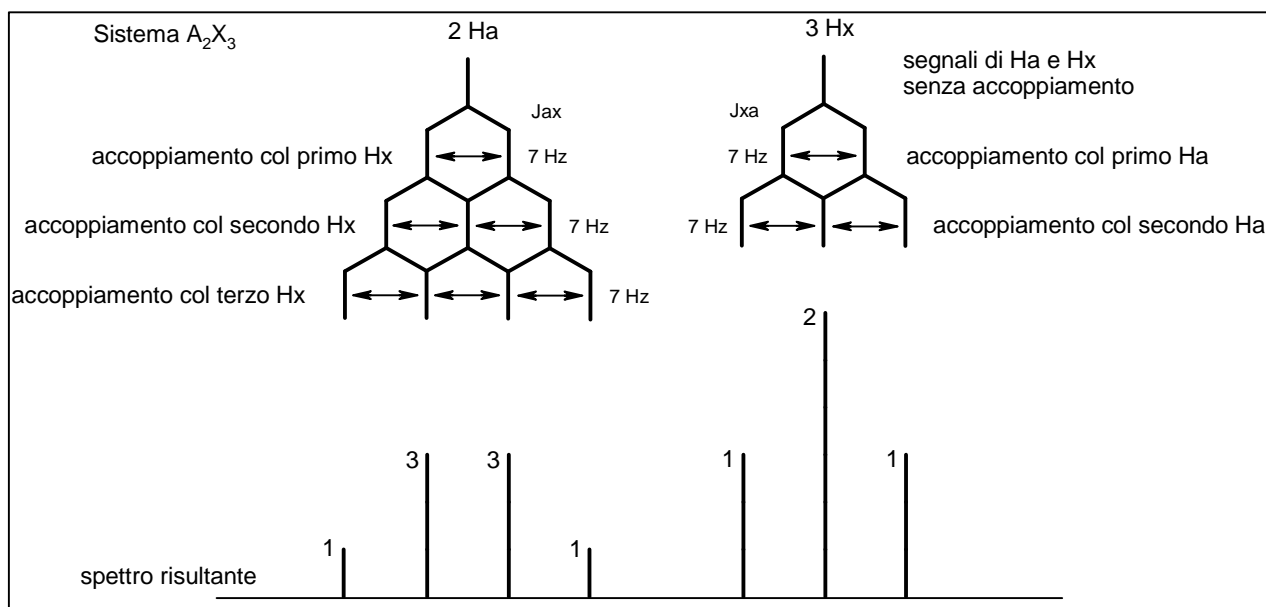 Sistema A₂X₃
2 Ha
3 Hx
segnali di Ha e Hx
senza accoppiamento
Jax
Jxa
accoppiamento col primo Hx
7 Hz
7 Hz
accoppiamento col primo Ha
accoppiamento col secondo Hx
7 Hz
7 Hz
accoppiamento col secondo Ha
accoppiamento col terzo Hx
7 Hz
2
3
3
1
1
1
1
spettro risultante